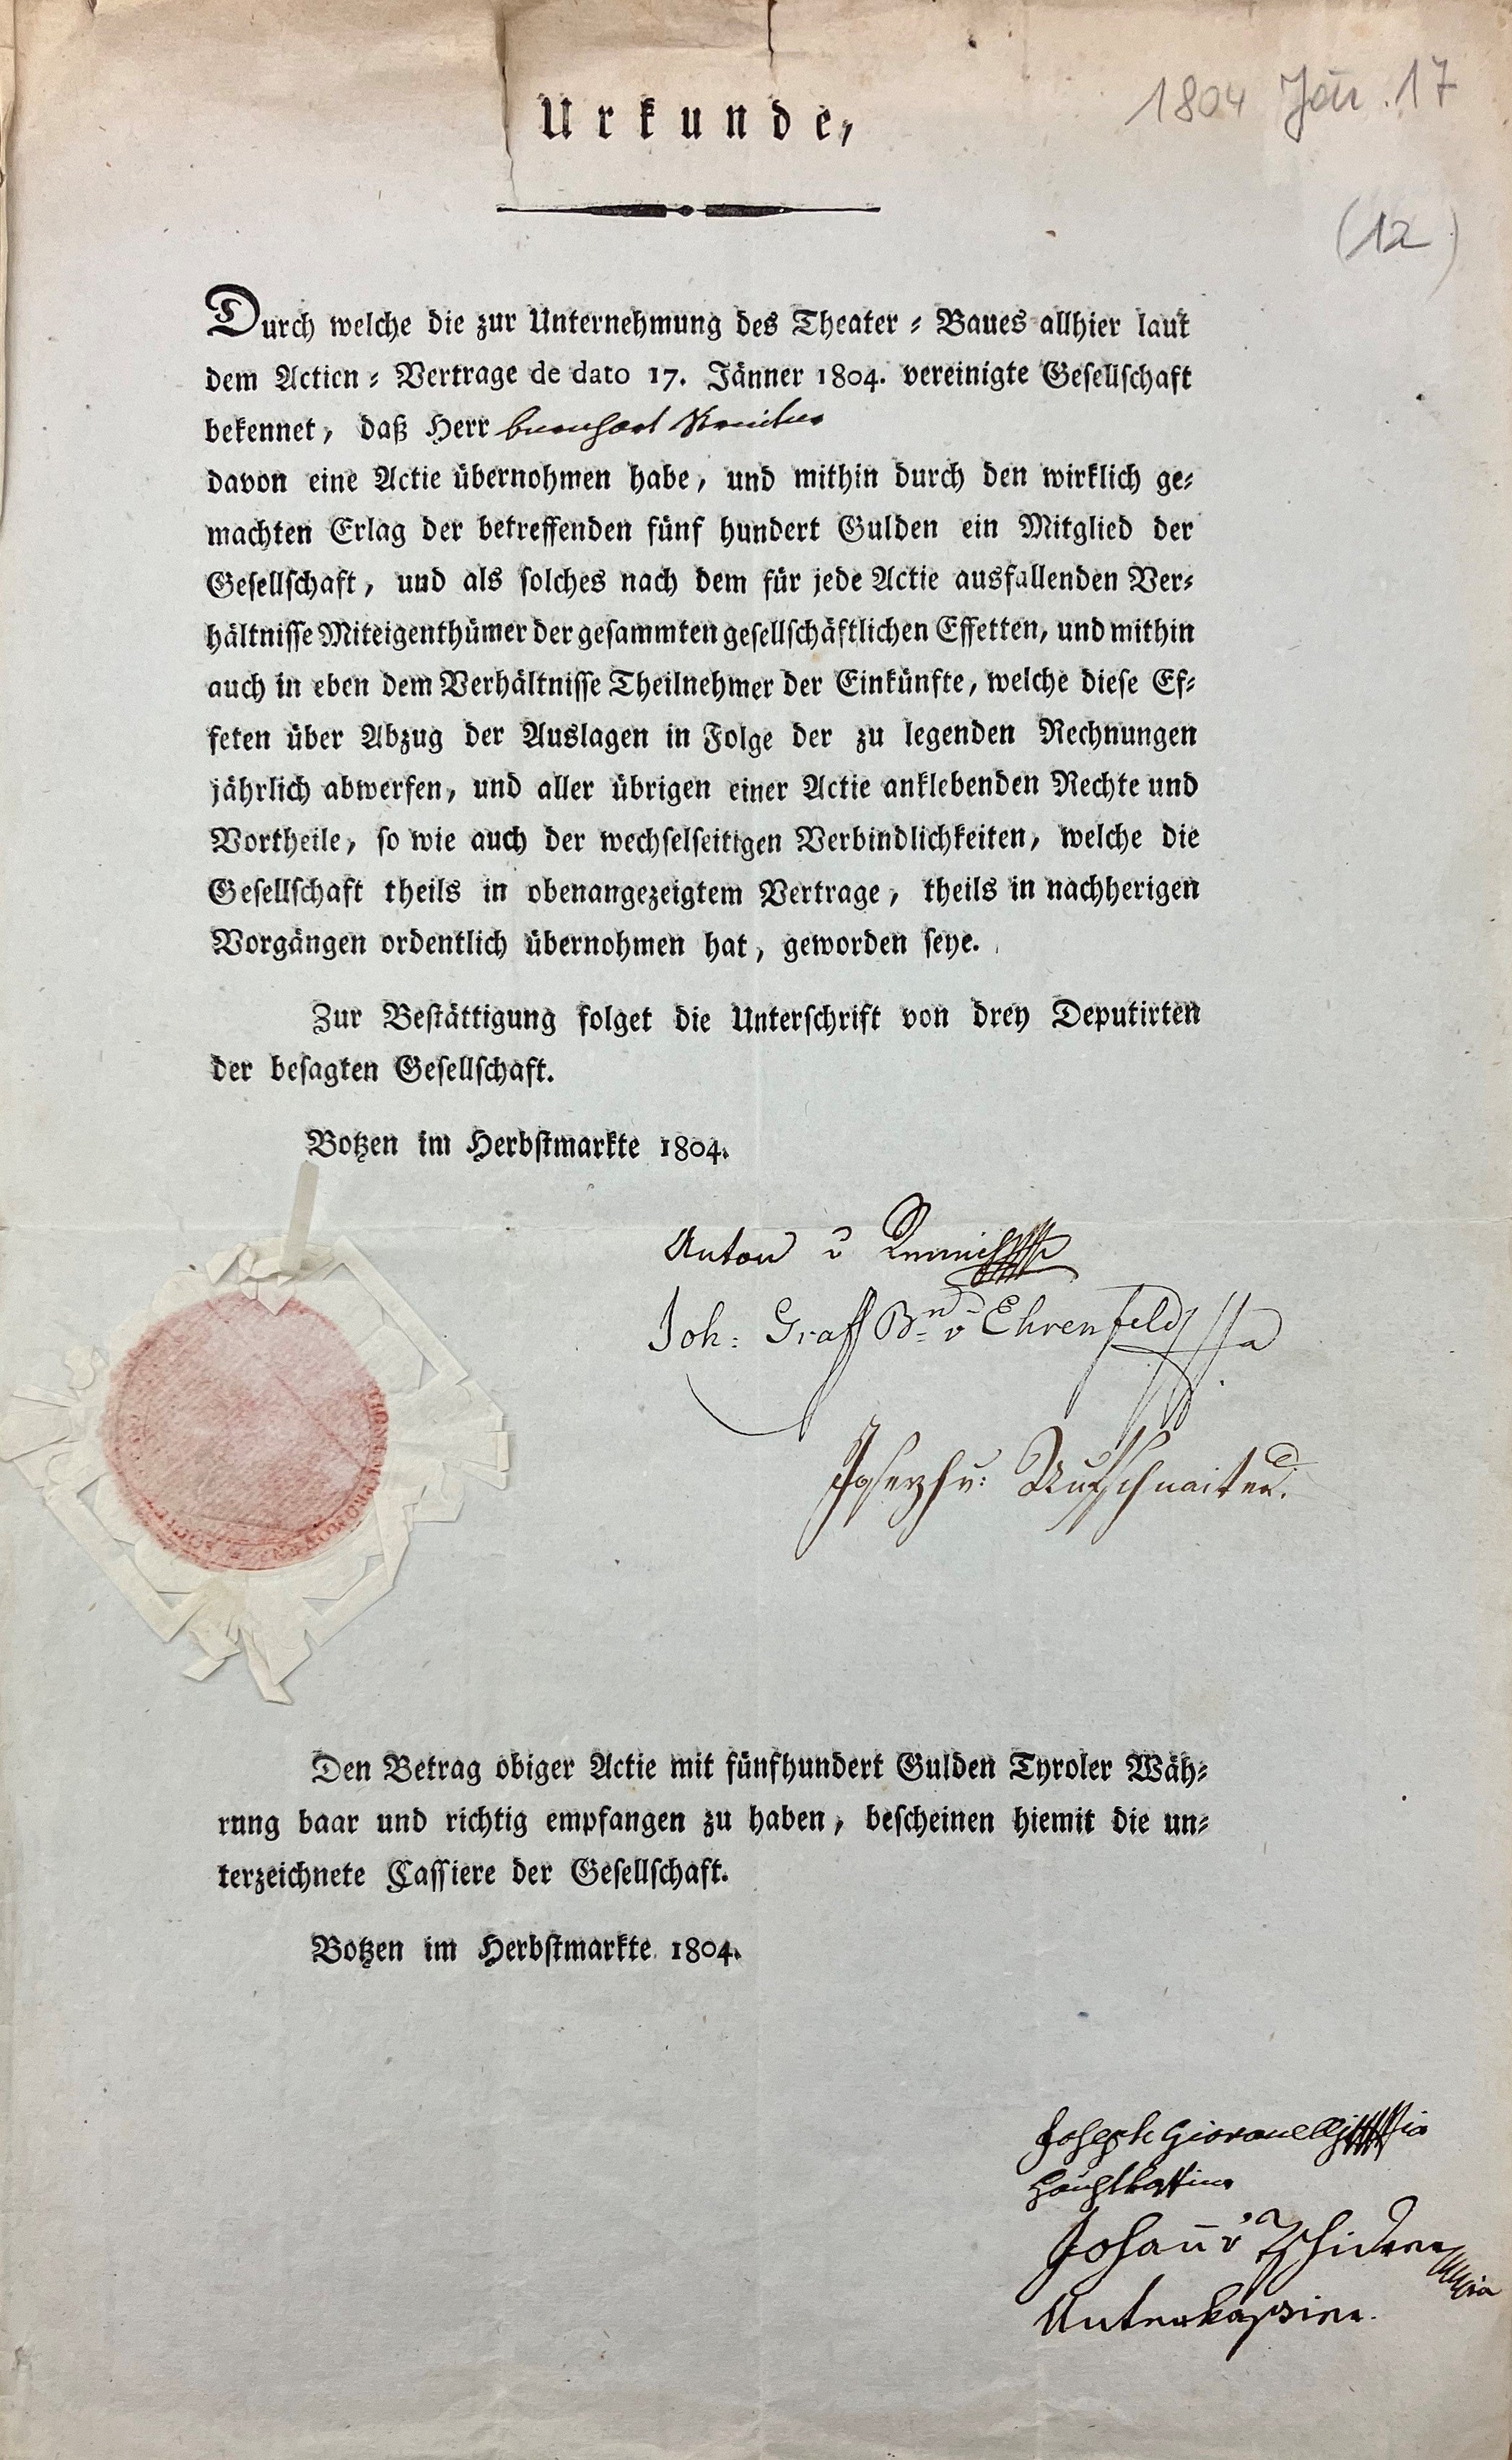 Urkunde,
1804 Jän. 17
(12)
Durch welche die zur Unternehmung des Theater-Baues allhier laut
dem Actien-Vertrage de dato 17. Jänner 1804. vereinigte Gesellschaft
bekennet, daß Herr
davon eine Actie übernohmen habe, und mithin durch den wirklich ge-
machten Erlag der betreffenden fünf hundert Gulden ein Mitglied der
Gesellschaft, und als solches nach dem für jede Actie ausfallenden Ver-
hältnisse Miteigenthümer der gesammten gesellschäftlichen Effetten, und mithin
auch in eben dem Verhältnisse Theilnehmer der Einkünfte, welche diese Ef-
feten über Abzug der Auslagen in Folge der zu legenden Rechnungen
jährlich abwerfen, und aller übrigen einer Actie anklebenden Rechte und
Vortheile, so wie auch der wechselseitigen Verbindlichkeiten, welche die
Gesellschaft theils in obenangezeigtem Vertrage, theils in nachherigen
Vorgängen ordentlich übernohmen hat, geworden seye.
Zur Bestättigung folget die Unterschrift von drey Deputirten
der besagten Gesellschaft.
Botzen im Herbstmarkte 1804.
Anton v
Joh: Graff Bn v Ehrenfeld
Joseph v:
Den Betrag obiger Actie mit fünfhundert Gulden Tyroler Wäh-
rung baar und richtig empfangen zu haben, bescheinen hiemit die un-
terzeichnete Cassiere der Gesellschaft.
Botzen im Herbstmarkte 1804.
Joseph Giovanelli
Hauptkassier
Johann v
Unterkassier.